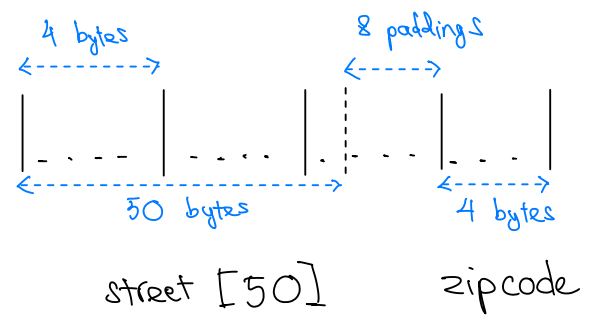 4 bytes
8 paddings
50 bytes
4 bytes
street [50]
zipcode